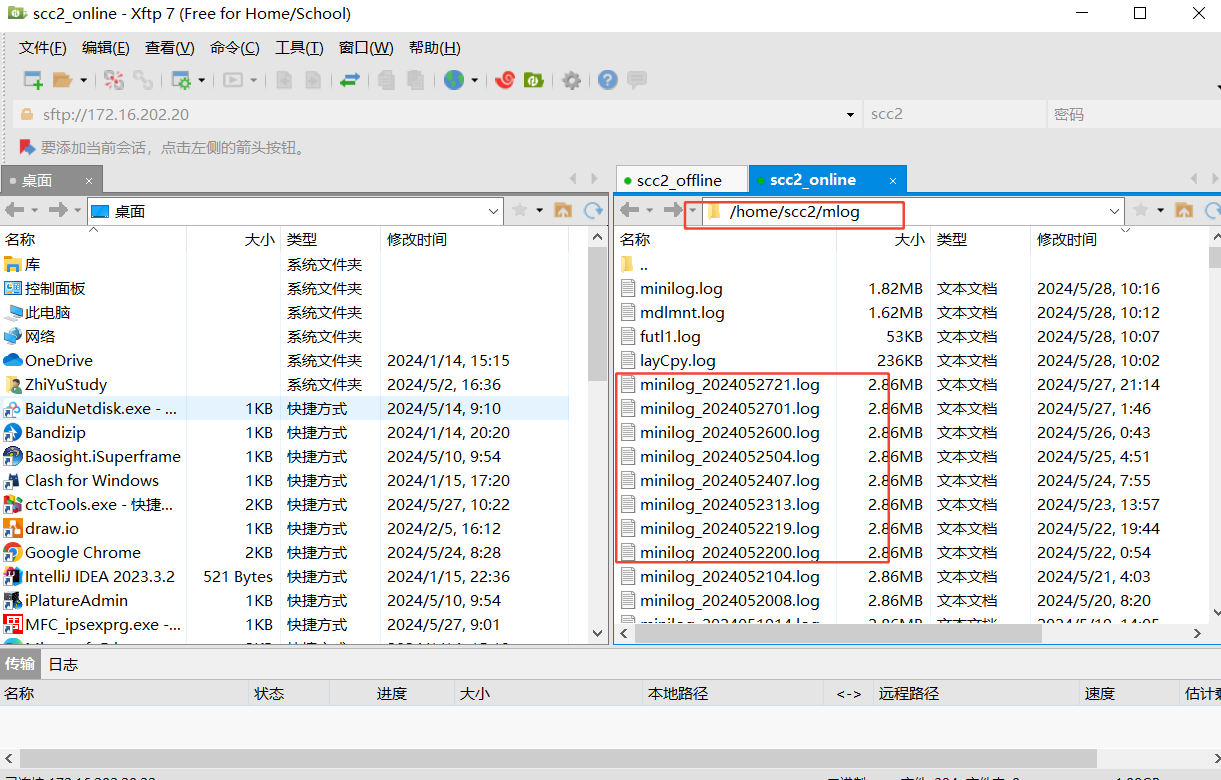 scc2_online - Xftp 7 (Free for Home/School)
文件(F) 编辑(E) 查看(V) 命令(C) 工具(T) 窗口(W) 帮助(H)
sftp://172.16.202.20 scc2 密码
要添加当前会话，点击左侧的箭头按钮。
桌面 × scc2_offline scc2_online ×
桌面 /home/scc2/mlog
名称 大小 类型 修改时间 名称 大小 类型 修改时间
库 系统文件夹 ..
控制面板 系统文件夹 minilog.log 1.82MB 文本文档 2024/5/28, 10:16
此电脑 系统文件夹 mdlmnt.log 1.62MB 文本文档 2024/5/28, 10:12
网络 系统文件夹 futl1.log 53KB 文本文档 2024/5/28, 10:07
OneDrive 系统文件夹 2024/1/14, 15:15 layCpy.log 236KB 文本文档 2024/5/28, 10:02
ZhiYuStudy 系统文件夹 2024/5/2, 16:36 minilog_2024052721.log 2.86MB 文本文档 2024/5/27, 21:14
BaiduNetdisk.exe - ... 1KB 快捷方式 2024/5/14, 9:10 minilog_2024052701.log 2.86MB 文本文档 2024/5/27, 1:46
Bandizip 1KB 快捷方式 2024/1/14, 20:20 minilog_2024052600.log 2.86MB 文本文档 2024/5/26, 0:43
Baosight.iSuperframe 1KB 快捷方式 2024/5/10, 9:54 minilog_2024052504.log 2.86MB 文本文档 2024/5/25, 4:51
Clash for Windows 1KB 快捷方式 2024/1/15, 17:20 minilog_2024052407.log 2.86MB 文本文档 2024/5/24, 7:55
ctcTools.exe - 快捷... 2KB 快捷方式 2024/5/27, 10:22 minilog_2024052313.log 2.86MB 文本文档 2024/5/23, 13:57
draw.io 1KB 快捷方式 2024/2/5, 16:12 minilog_2024052219.log 2.86MB 文本文档 2024/5/22, 19:44
Google Chrome 2KB 快捷方式 2024/5/24, 8:28 minilog_2024052200.log 2.86MB 文本文档 2024/5/22, 0:54
IntelliJ IDEA 2023.3.2 521 Bytes 快捷方式 2024/1/15, 22:36 minilog_2024052104.log 2.86MB 文本文档 2024/5/21, 4:03
iPlatureAdmin 1KB 快捷方式 2024/5/10, 9:54 minilog_2024052008.log 2.86MB 文本文档 2024/5/20, 8:20
MFC_ipsexprg.exe -... 1KB 快捷方式 2024/5/27, 9:01
传输 日志
名称 状态 进度 大小 本地路径 <-> 远程路径 速度